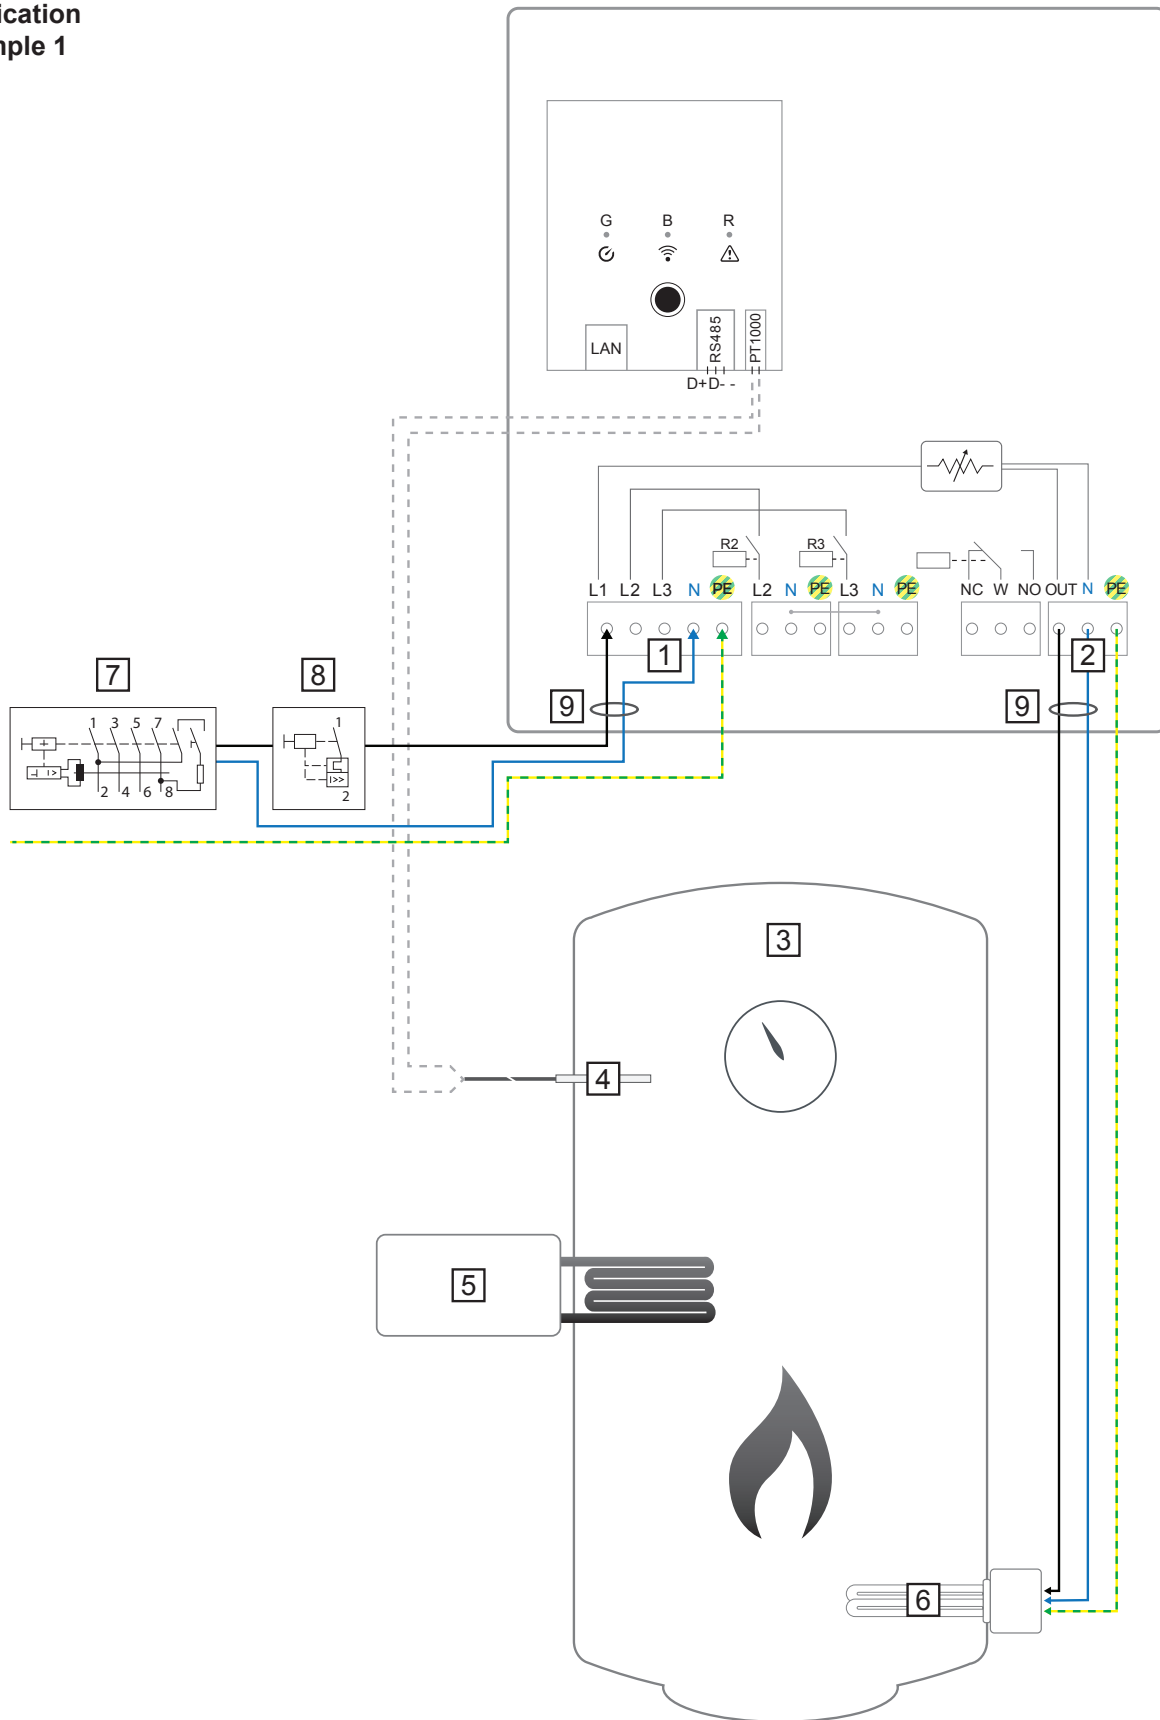 ication
nple 1
G B R
LAN
RS485
PT1000
D+D- -
R2 R3
L1 L2 L3 N PE L2 N PE L3 N PE NC W NO OUT N PE
1 2
7 8 9 9
1 3 5 7
I>
2 4 6 8
1
I>>
2
3
4
5
6